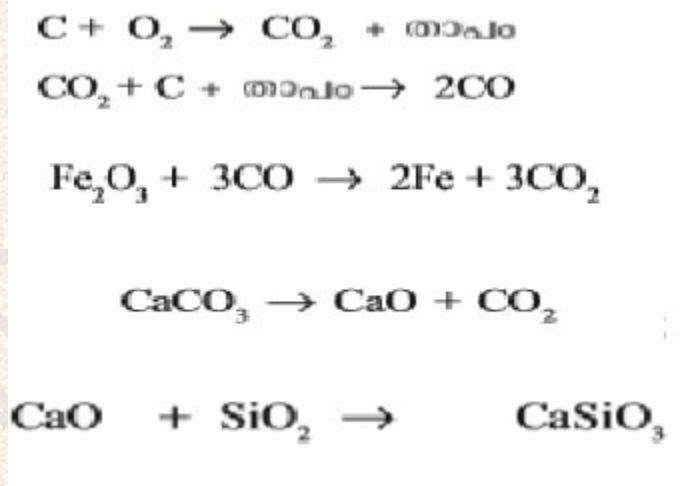 C + O₂ → CO₂ + താപം
CO₂ + C + താപം → 2CO
Fe₂O₃ + 3CO → 2Fe + 3CO₂
CaCO₃ → CaO + CO₂
CaO + SiO₂ → CaSiO₃